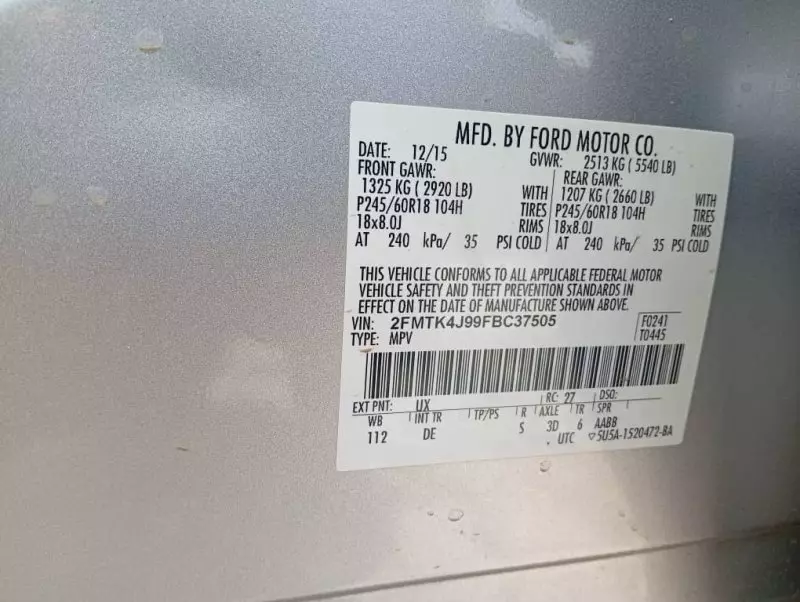 MFD. BY FORD MOTOR CO.
DATE: 12/15 GVWR: 2513 KG ( 5540 LB)
FRONT GAWR: REAR GAWR:
1325 KG ( 2920 LB) WITH 1207 KG ( 2660 LB) WITH
P245/60R18 104H TIRES P245/60R18 104H TIRES
18x8.0J RIMS 18x8.0J RIMS
AT 240 kPa/ 35 PSI COLD AT 240 kPa/ 35 PSI COLD
THIS VEHICLE CONFORMS TO ALL APPLICABLE FEDERAL MOTOR
VEHICLE SAFETY AND THEFT PREVENTION STANDARDS IN
EFFECT ON THE DATE OF MANUFACTURE SHOWN ABOVE.
VIN: 2FMTK4J99FBC37505 F0241
TYPE: MPV T0445
EXT PNT: UX RC: 27 DSO:
WB INT TR TP/PS R AXLE TR SPR
112 DE S 3D 6 AABB
UTC ▽5U5A-1520472-BA